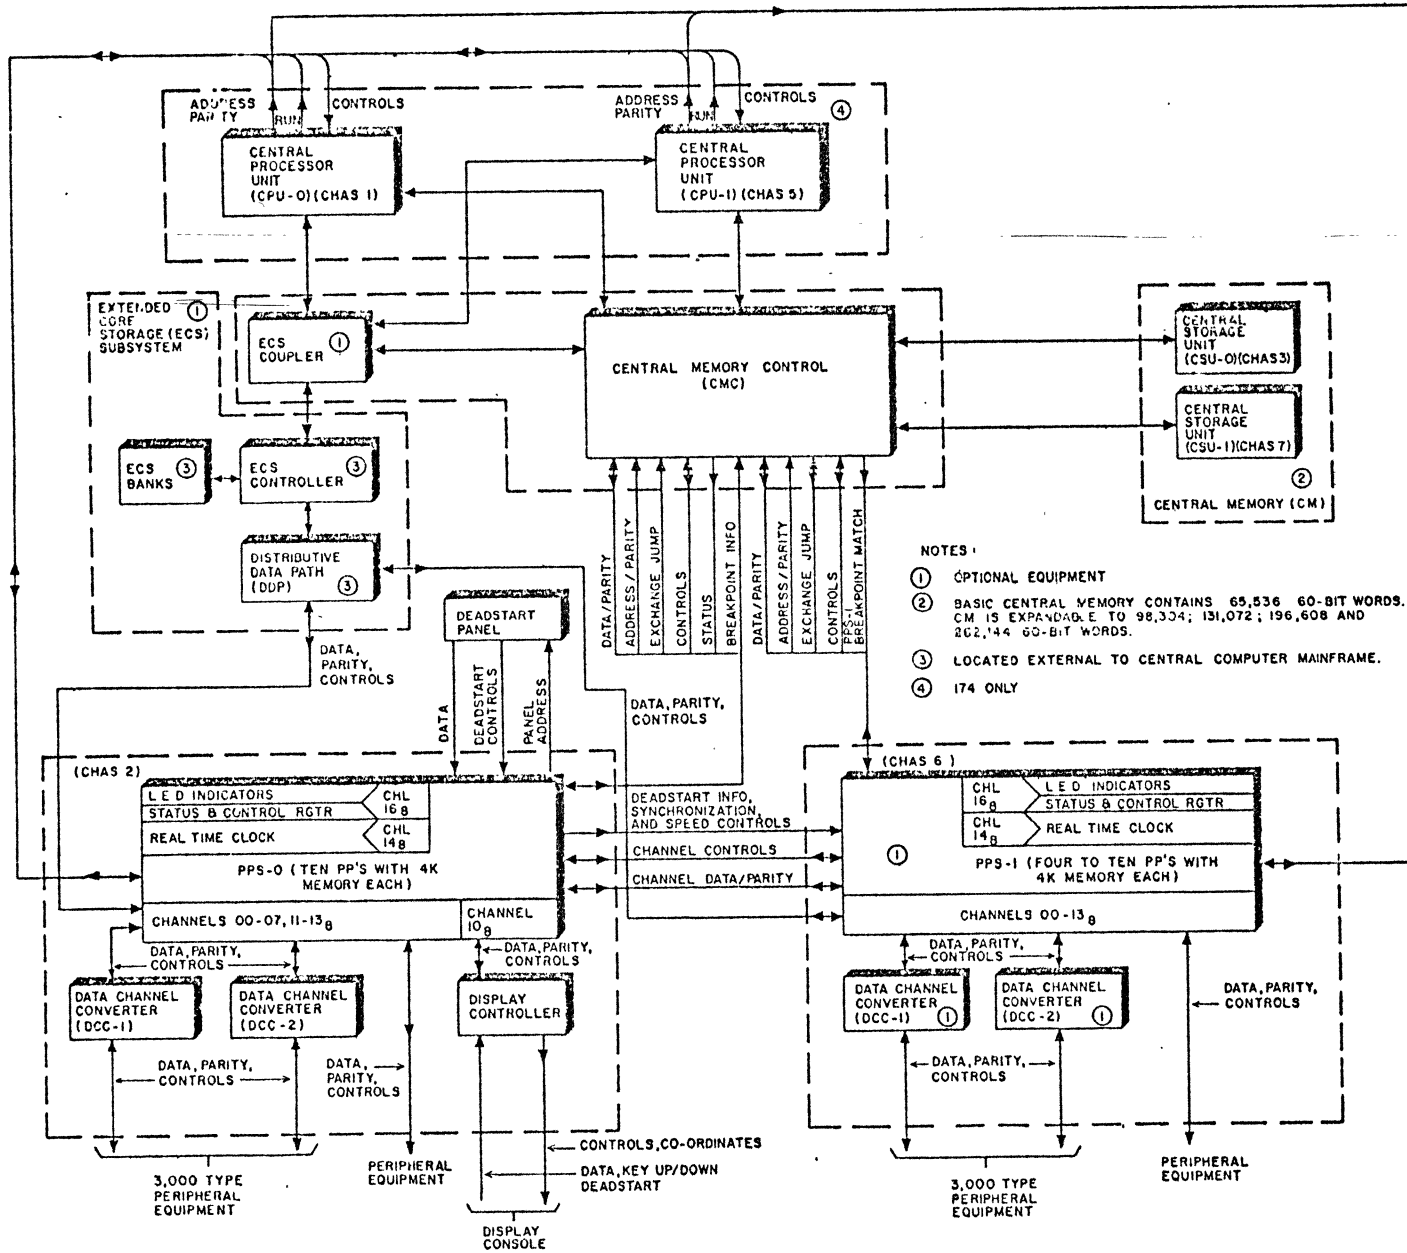 ADDRESS
PARITY
RUN
CONTROLS
ADDRESS
PARITY
RUN
CONTROLS
④
CENTRAL
PROCESSOR
UNIT
(CPU-0)(CHAS 1)
CENTRAL
PROCESSOR
UNIT
(CPU-1)(CHAS 5)
EXTENDED ①
CORE
STORAGE (ECS)
SUBSYSTEM
ECS
COUPLER ①
CENTRAL MEMORY CONTROL
(CMC)
CENTRAL
STORAGE
UNIT
(CSU-0)(CHAS 3)
CENTRAL
STORAGE
UNIT
(CSU-1)(CHAS 7)
②
CENTRAL MEMORY (CM)
ECS
BANKS ③
ECS
CONTROLLER ③
DISTRIBUTIVE
DATA PATH
(DDP) ③
DATA,
PARITY,
CONTROLS
DEADSTART
PANEL
DATA
DEADSTART
CONTROLS
PANEL
ADDRESS
DATA/PARITY
ADDRESS/PARITY
EXCHANGE JUMP
CONTROLS
STATUS
BREAKPOINT INFO
DATA/PARITY
ADDRESS/PARITY
EXCHANGE JUMP
CONTROLS
PPS-1
BREAKPOINT MATCH
DATA, PARITY,
CONTROLS
NOTES:
① OPTIONAL EQUIPMENT
② BASIC CENTRAL MEMORY CONTAINS 65,536 60-BIT WORDS.
CM IS EXPANDABLE TO 98,304; 131,072; 196,608 AND
262,144 60-BIT WORDS.
③ LOCATED EXTERNAL TO CENTRAL COMPUTER MAINFRAME.
④ 174 ONLY
(CHAS 2)
LED INDICATORS
STATUS & CONTROL RGTR
CHL
16₈
REAL TIME CLOCK
CHL
14₈
PPS-0 (TEN PP'S WITH 4K
MEMORY EACH)
CHANNELS 00-07, 11-13₈
CHANNEL
10₈
DEADSTART INFO,
SYNCHRONIZATION,
AND SPEED CONTROLS
CHANNEL CONTROLS
CHANNEL DATA/PARITY
(CHAS 6)
CHL
16₈
LED INDICATORS
STATUS & CONTROL RGTR
CHL
14₈
REAL TIME CLOCK
①
PPS-1 (FOUR TO TEN PP'S WITH
4K MEMORY EACH)
CHANNELS 00-13₈
DATA, PARITY,
CONTROLS
DATA, PARITY,
CONTROLS
DATA CHANNEL
CONVERTER
(DCC-1)
DATA CHANNEL
CONVERTER
(DCC-2)
DISPLAY
CONTROLLER
DATA, PARITY,
CONTROLS
DATA,
PARITY,
CONTROLS
DATA, PARITY,
CONTROLS
DATA CHANNEL
CONVERTER
(DCC-1) ①
DATA CHANNEL
CONVERTER
(DCC-2) ①
DATA, PARITY,
CONTROLS
DATA, PARITY,
CONTROLS
3,000 TYPE
PERIPHERAL
EQUIPMENT
PERIPHERAL
EQUIPMENT
CONTROLS, CO-ORDINATES
DATA, KEY UP/DOWN
DEADSTART
DISPLAY
CONSOLE
3,000 TYPE
PERIPHERAL
EQUIPMENT
PERIPHERAL
EQUIPMENT